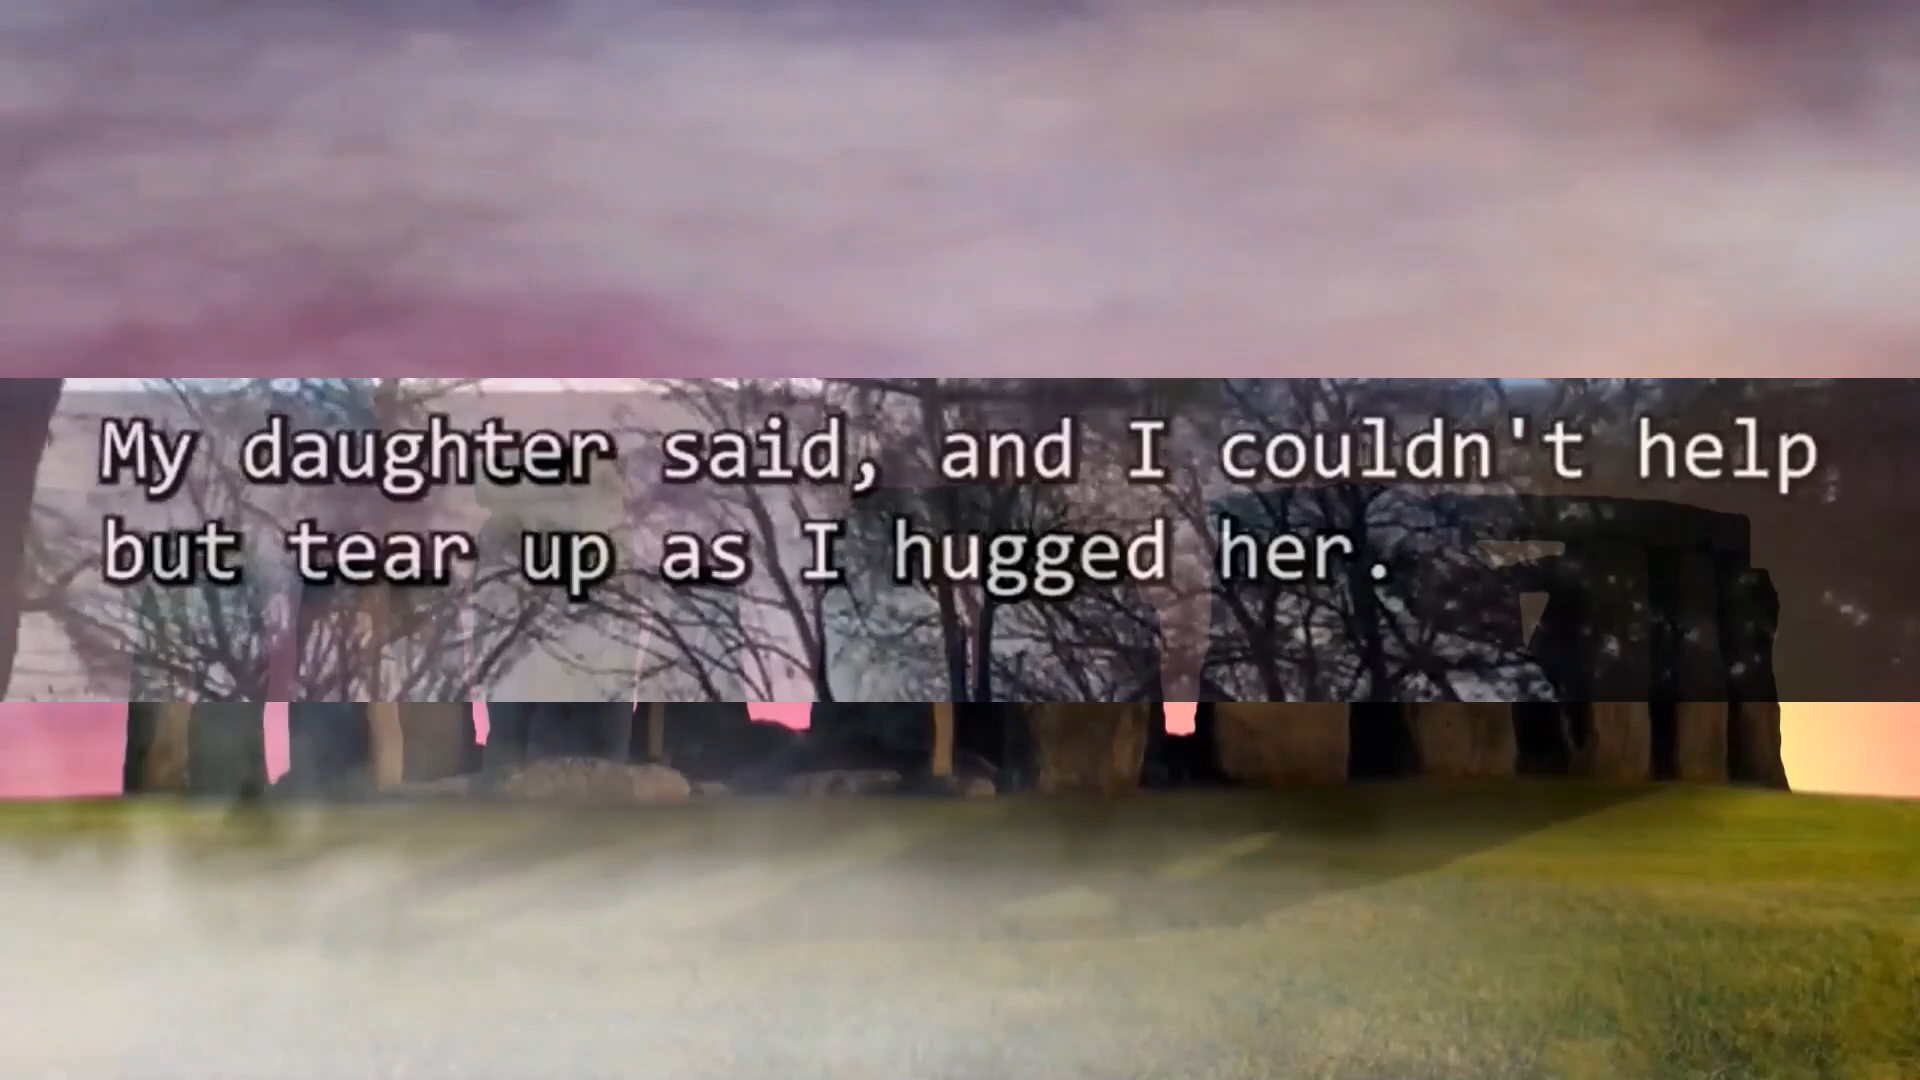 My daughter said, and I couldn't help
but tear up as I hugged her.